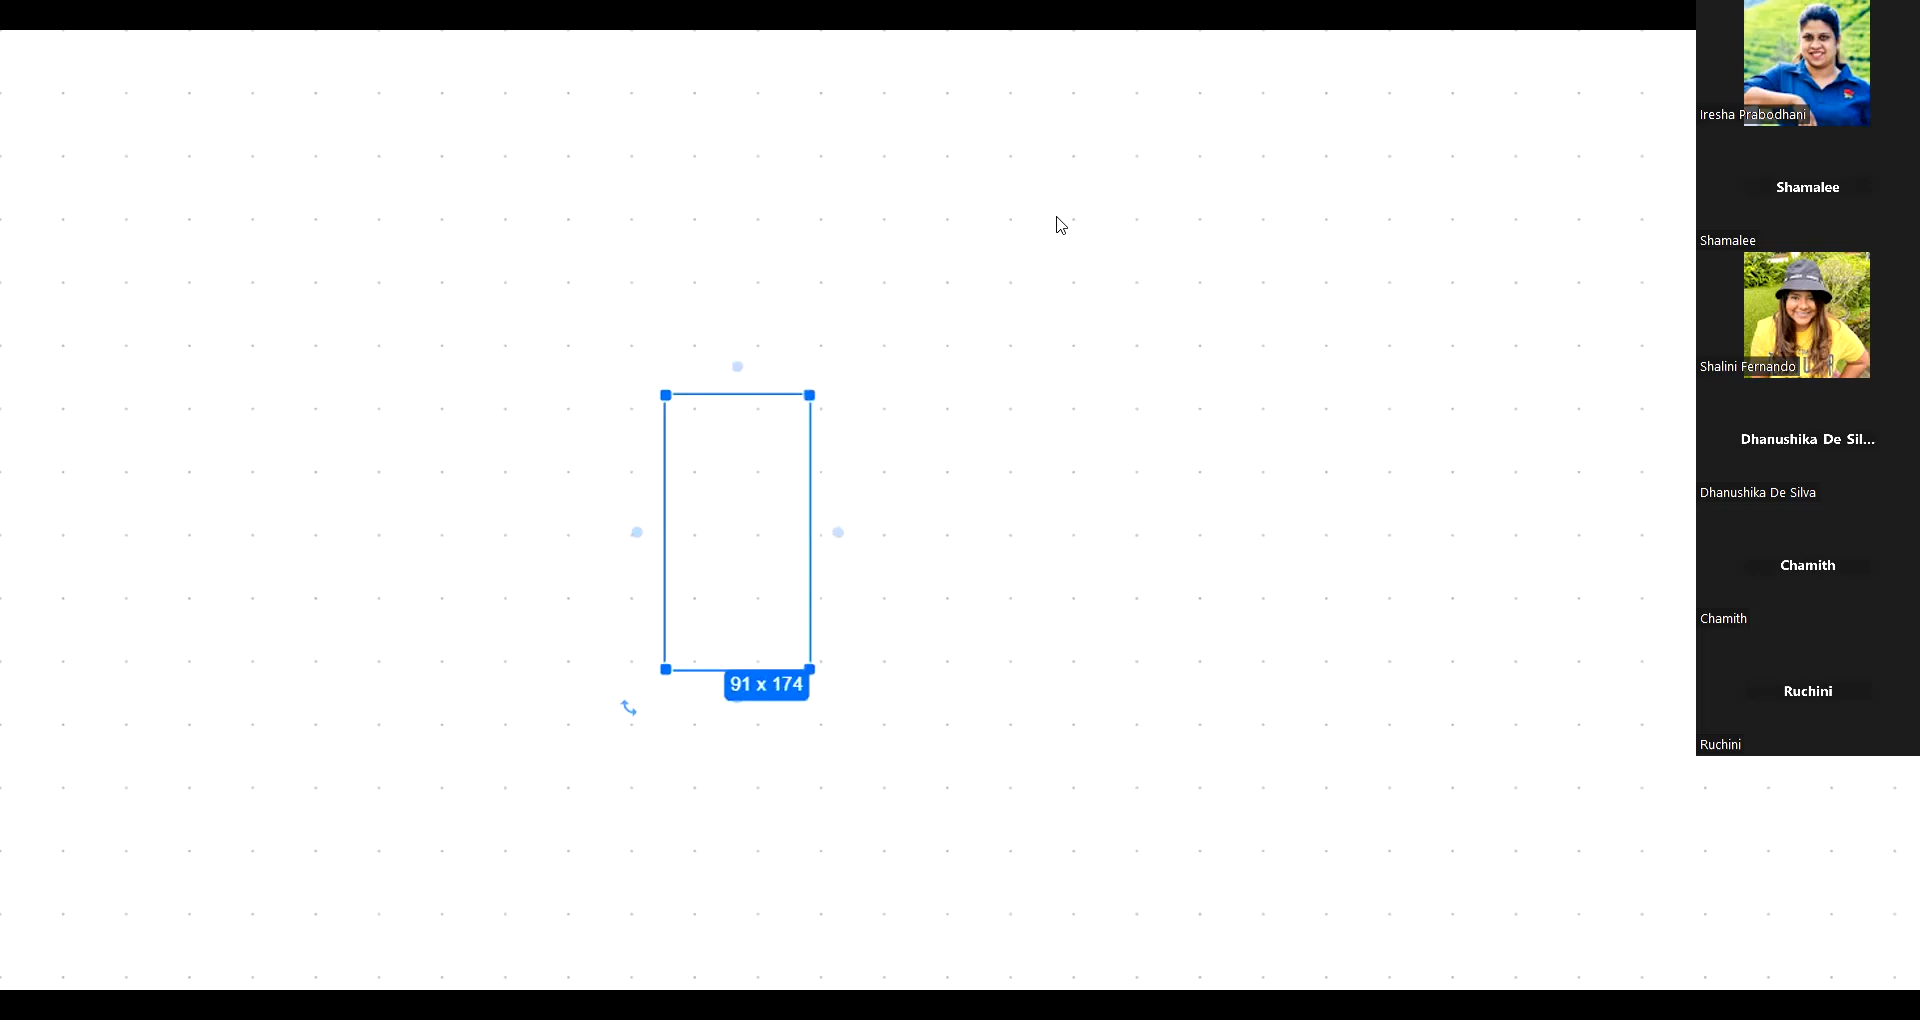 Iresha Prabodhani
Shamalee
Shamalee
Shalini Fernando
Dhanushika De Sil...
Dhanushika De Silva
Chamith
Chamith
91 x 174
Ruchini
Ruchini